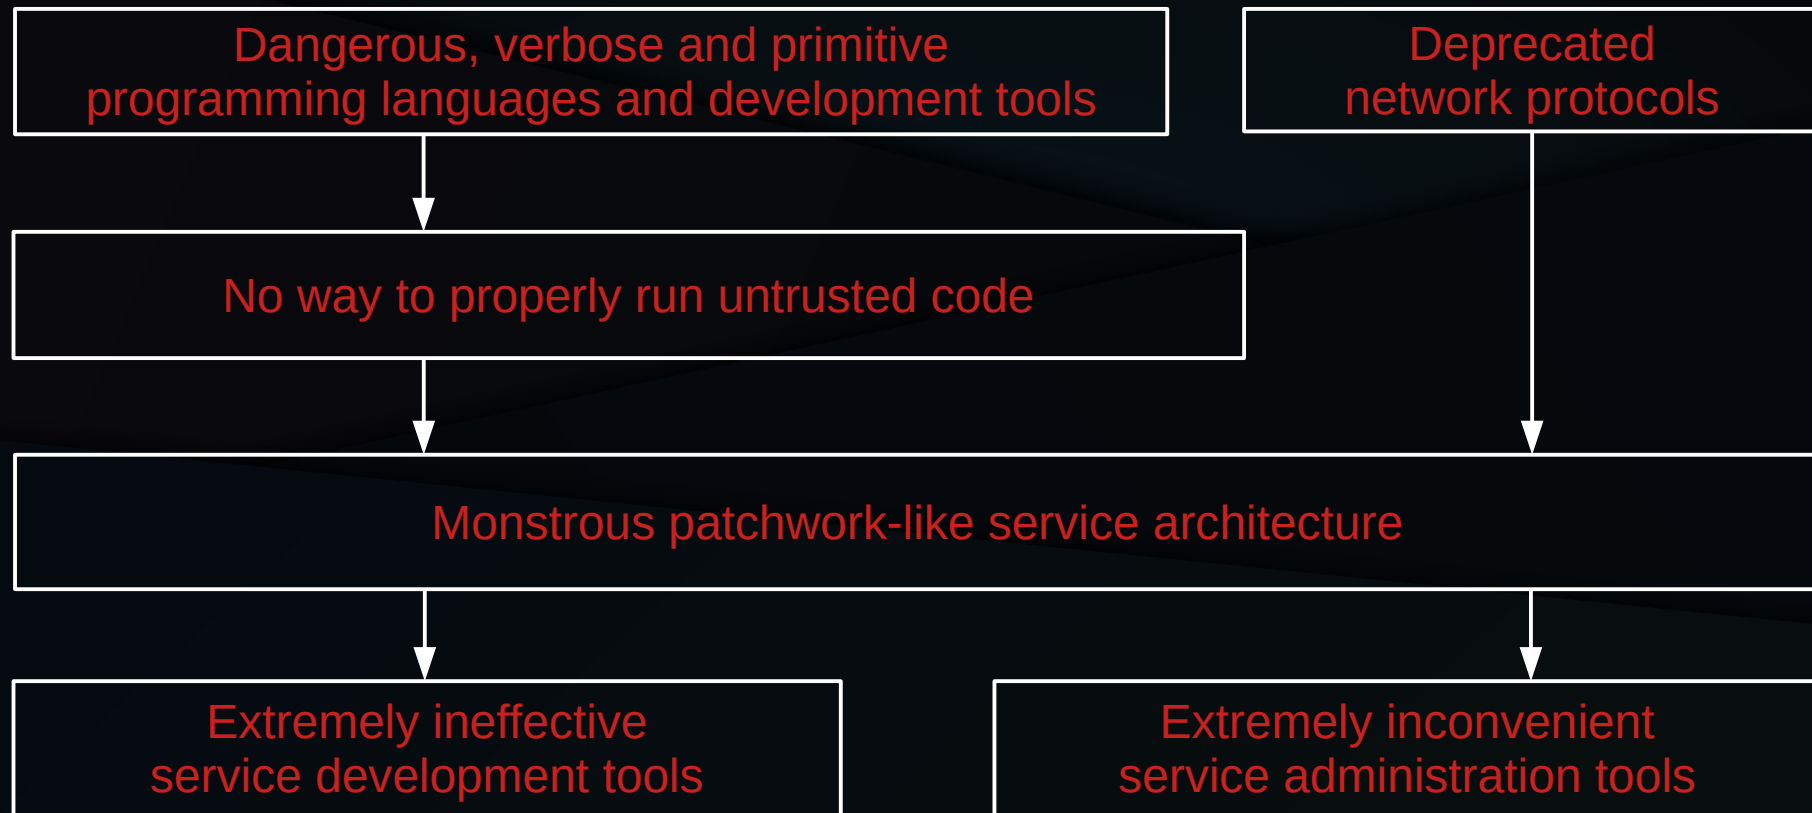 Dangerous, verbose and primitive
programming languages and development tools
Deprecated
network protocols
No way to properly run untrusted code
Monstrous patchwork-like service architecture
Extremely ineffective
service development tools
Extremely inconvenient
service administration tools